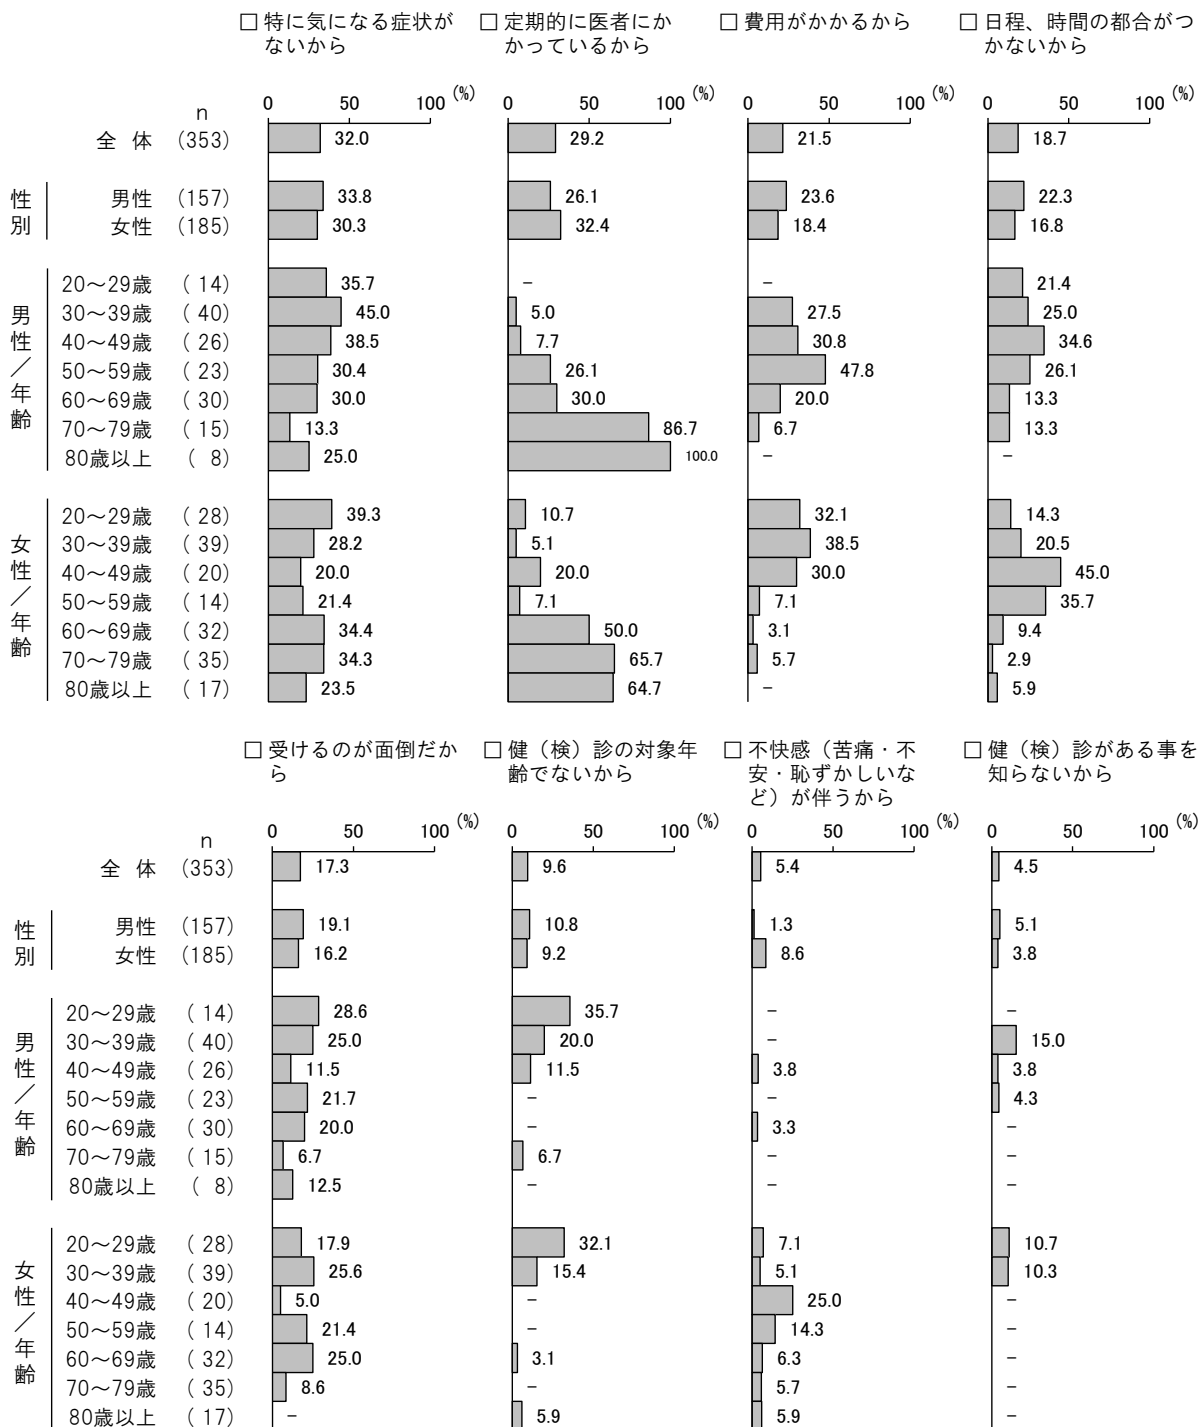 □ 特に気になる症状が
ないから
□ 定期的に医者にか
かっているから
□ 費用がかかるから
□ 日程、時間の都合がつ
かないから
n 0 50 100 (%) 0 50 100 (%) 0 50 100 (%) 0 50 100 (%)
全 体 (353) 32.0 29.2 21.5 18.7
性別
男性 (157) 33.8 26.1 23.6 22.3
女性 (185) 30.3 32.4 18.4 16.8
男性／年齢
20～29歳 ( 14) 35.7 － － 21.4
30～39歳 ( 40) 45.0 5.0 27.5 25.0
40～49歳 ( 26) 38.5 7.7 30.8 34.6
50～59歳 ( 23) 30.4 26.1 47.8 26.1
60～69歳 ( 30) 30.0 30.0 20.0 13.3
70～79歳 ( 15) 13.3 86.7 6.7 13.3
80歳以上 ( 8) 25.0 100.0 － －
女性／年齢
20～29歳 ( 28) 39.3 10.7 32.1 14.3
30～39歳 ( 39) 28.2 5.1 38.5 20.5
40～49歳 ( 20) 20.0 20.0 30.0 45.0
50～59歳 ( 14) 21.4 7.1 7.1 35.7
60～69歳 ( 32) 34.4 50.0 3.1 9.4
70～79歳 ( 35) 34.3 65.7 5.7 2.9
80歳以上 ( 17) 23.5 64.7 － 5.9
□ 受けるのが面倒だか
ら
□ 健（検）診の対象年
齢でないから
□ 不快感（苦痛・不
安・恥ずかしいな
ど）が伴うから
□ 健（検）診がある事を
知らないから
n 0 50 100 (%) 0 50 100 (%) 0 50 100 (%) 0 50 100 (%)
全 体 (353) 17.3 9.6 5.4 4.5
性別
男性 (157) 19.1 10.8 1.3 5.1
女性 (185) 16.2 9.2 8.6 3.8
男性／年齢
20～29歳 ( 14) 28.6 35.7 － －
30～39歳 ( 40) 25.0 20.0 － 15.0
40～49歳 ( 26) 11.5 11.5 3.8 3.8
50～59歳 ( 23) 21.7 － － 4.3
60～69歳 ( 30) 20.0 － 3.3 －
70～79歳 ( 15) 6.7 6.7 － －
80歳以上 ( 8) 12.5 － － －
女性／年齢
20～29歳 ( 28) 17.9 32.1 7.1 10.7
30～39歳 ( 39) 25.6 15.4 5.1 10.3
40～49歳 ( 20) 5.0 － 25.0 －
50～59歳 ( 14) 21.4 － 14.3 －
60～69歳 ( 32) 25.0 3.1 6.3 －
70～79歳 ( 35) 8.6 － 5.7 －
80歳以上 ( 17) － 5.9 5.9 －